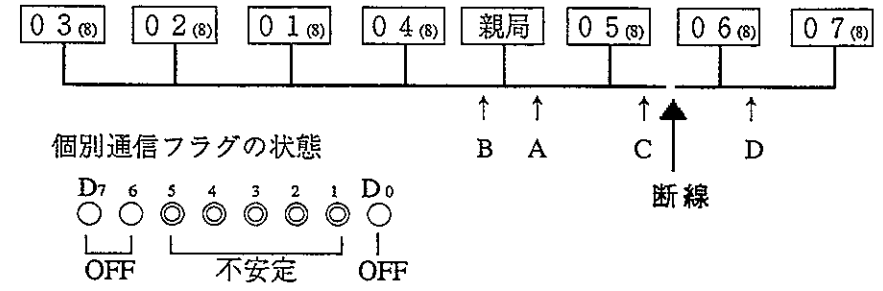 03(8) 02(8) 01(8) 04(8) 親局 05(8) 06(8) 07(8)
B A C D
個別通信フラグの状態
断線
D7 6 5 4 3 2 1 D0
OFF 不安定 OFF